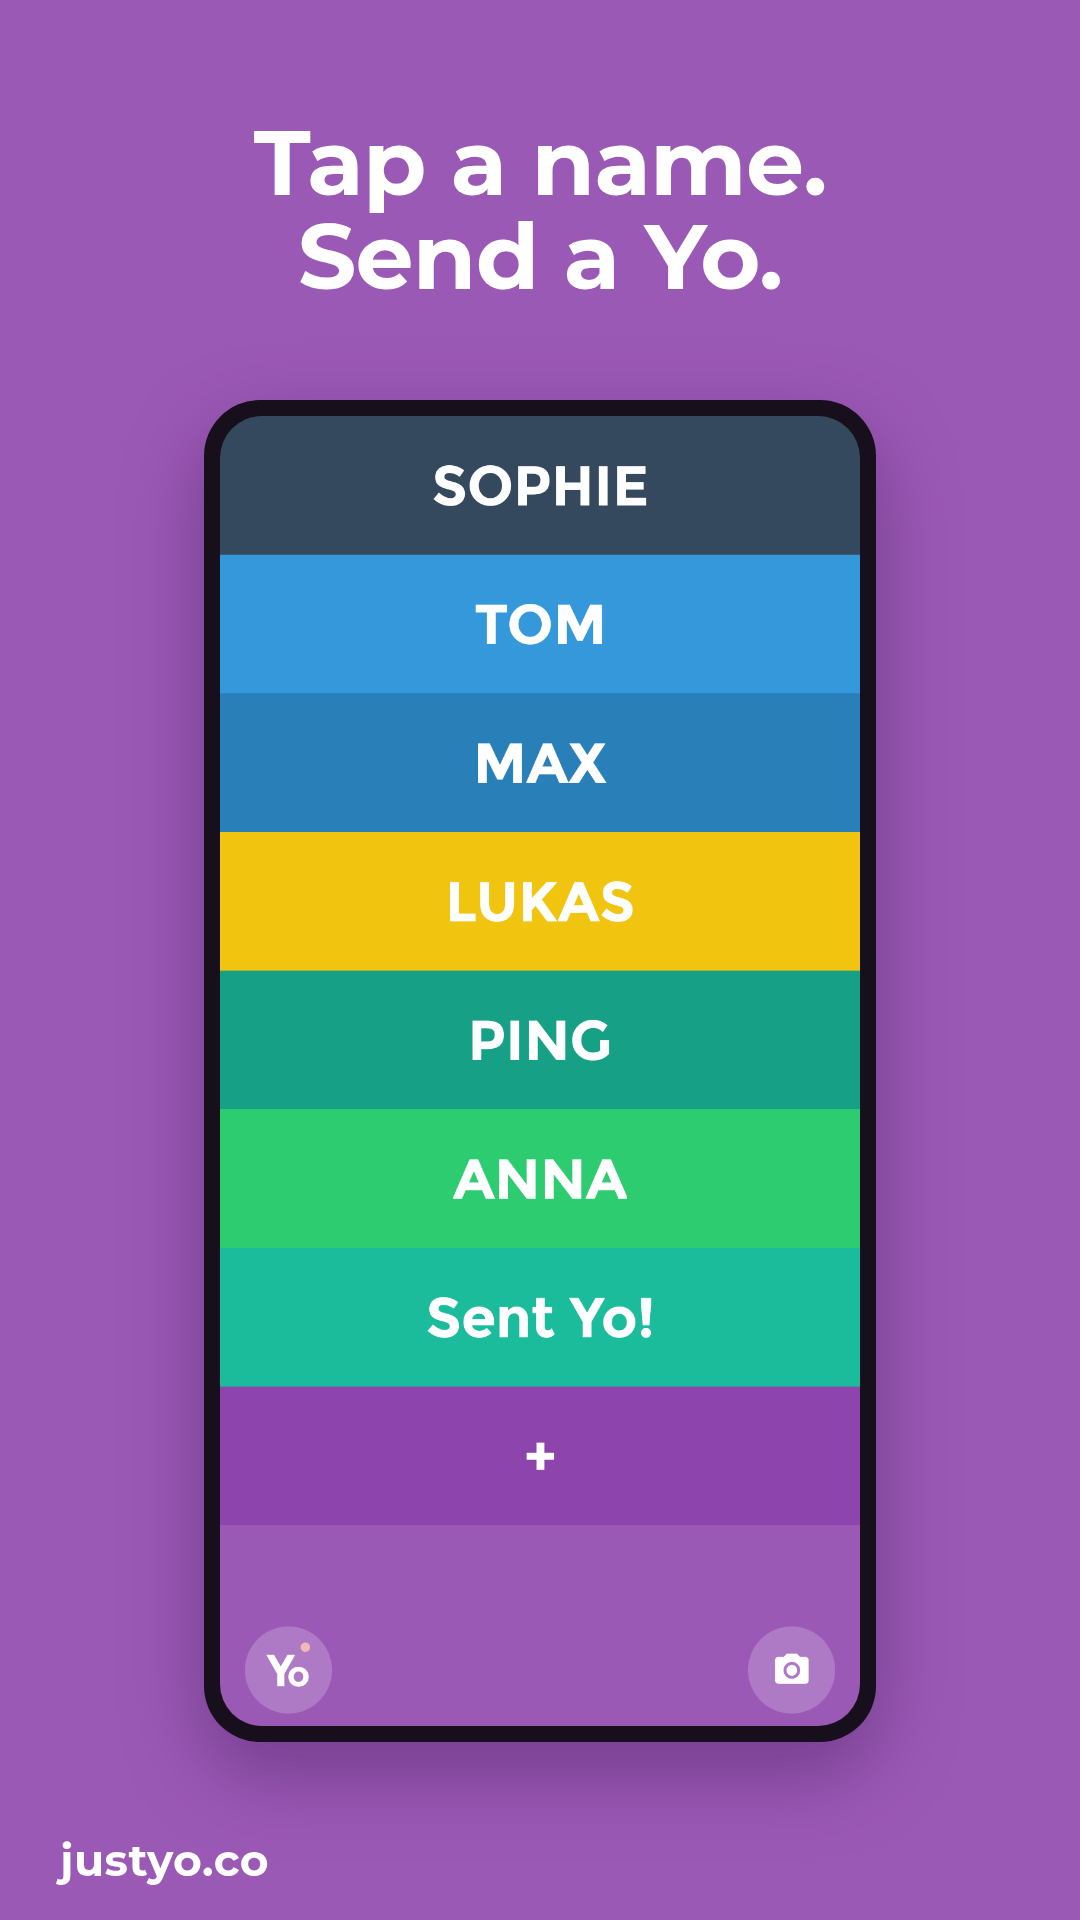 Tap a name.
Send a Yo.
SOPHIE
TOM
MAX
LUKAS
PING
ANNA
Sent Yo!
+
Yo
justyo.co